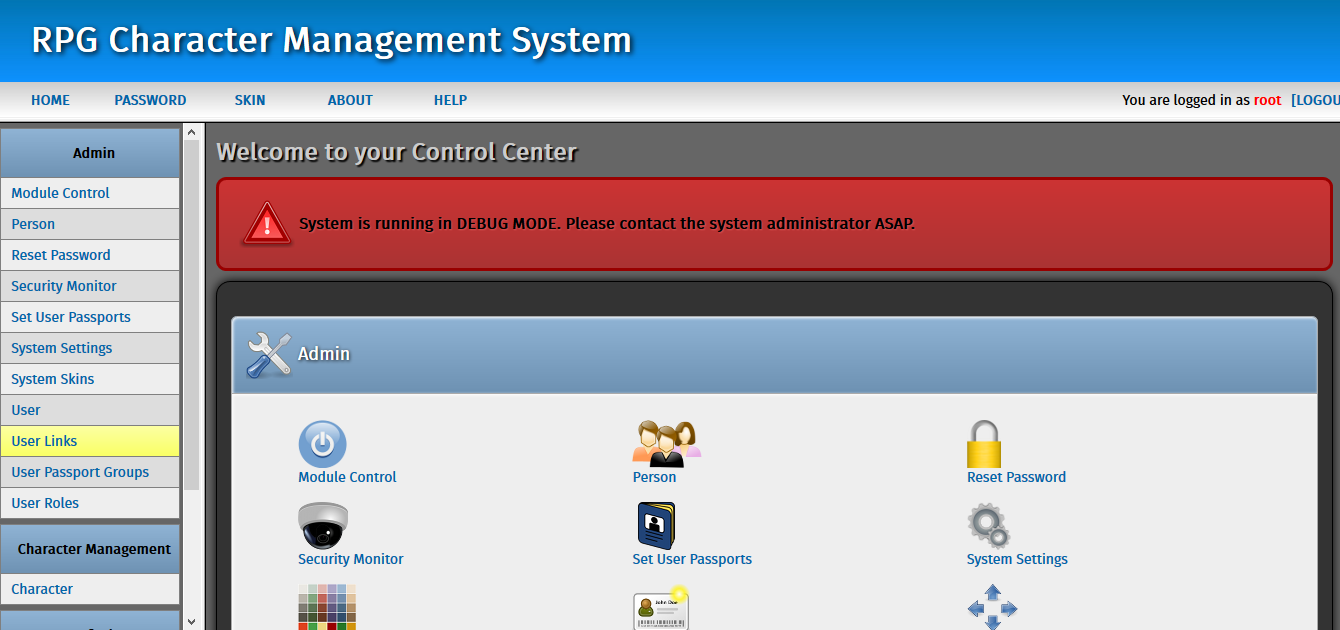 RPG Character Management System
HOME PASSWORD SKIN ABOUT HELP You are logged in as root [LOGOU
Admin
Module Control
Person
Reset Password
Security Monitor
Set User Passports
System Settings
System Skins
User
User Links
User Passport Groups
User Roles
Character Management
Character
Welcome to your Control Center
System is running in DEBUG MODE. Please contact the system administrator ASAP.
Admin
Module Control Person Reset Password
Security Monitor Set User Passports System Settings
John Doe